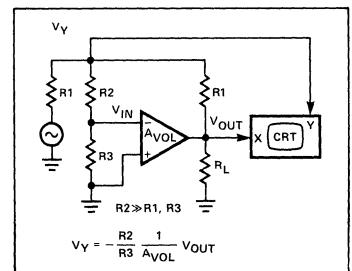 VY
R1
R2
R1
VIN
VOUT
−
AVOL
+
X
CRT
Y
R3
RL
R2≫R1, R3
VY = − R2/R3 1/AVOL VOUT